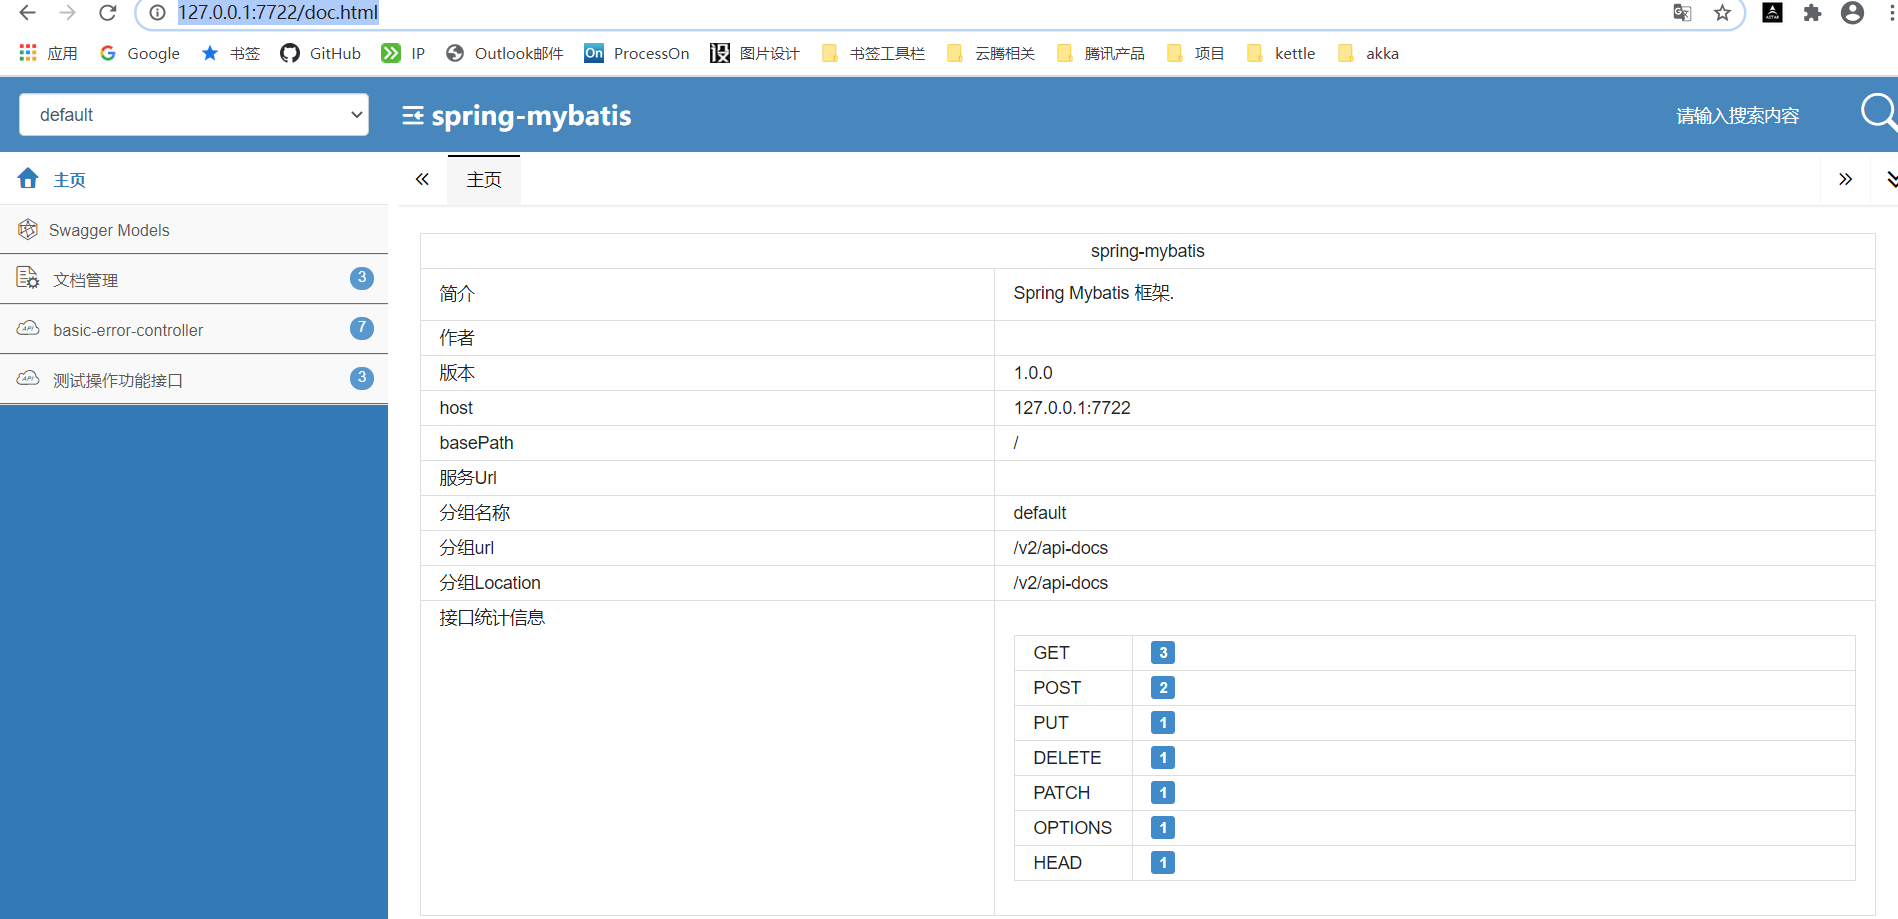 127.0.0.1:7722/doc.html
应用 Google 书签 GitHub IP Outlook邮件 On ProcessOn 图片设计 书签工具栏 云腾相关 腾讯产品 项目 kettle akka
default spring-mybatis 请输入搜索内容
主页 主页
Swagger Models
文档管理 3
basic-error-controller 7
测试操作功能接口 3
spring-mybatis
简介 Spring Mybatis 框架.
作者
版本 1.0.0
host 127.0.0.1:7722
basePath /
服务Url
分组名称 default
分组url /v2/api-docs
分组Location /v2/api-docs
接口统计信息
GET 3
POST 2
PUT 1
DELETE 1
PATCH 1
OPTIONS 1
HEAD 1